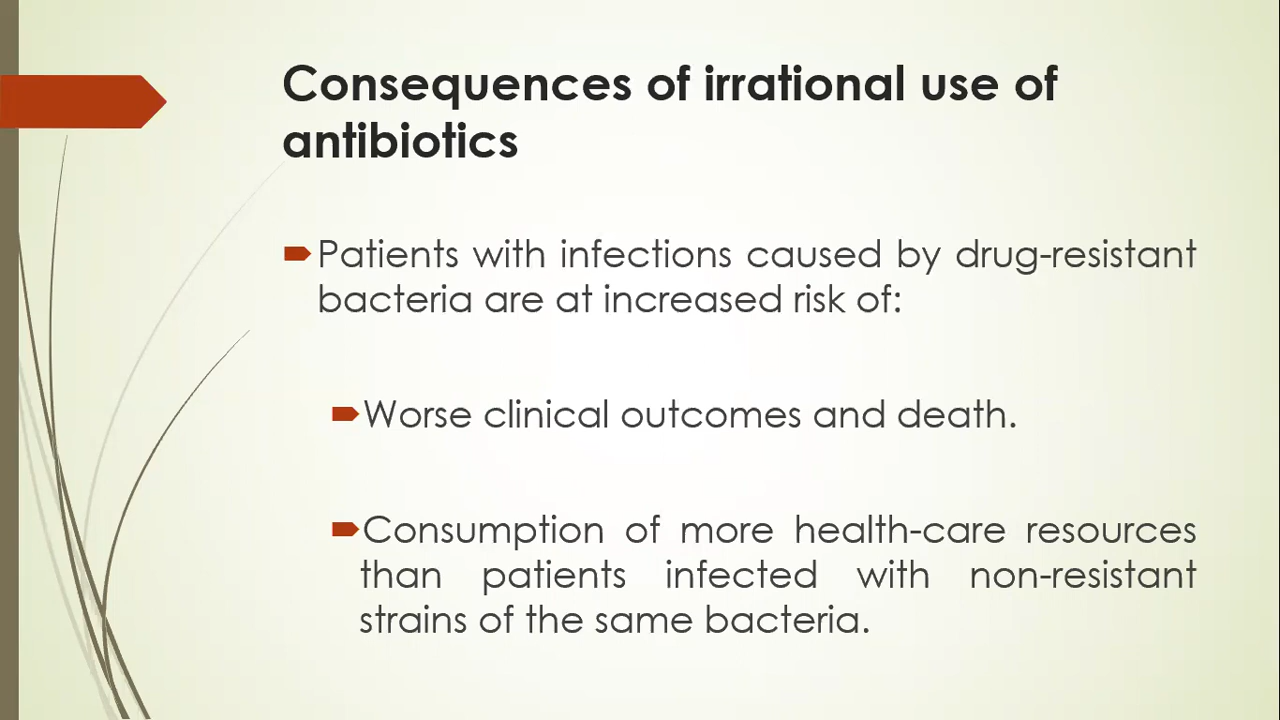 Consequences of irrational use of
antibiotics
Patients with infections caused by drug-resistant
bacteria are at increased risk of:
Worse clinical outcomes and death.
Consumption of more health-care resources
than patients infected with non-resistant
strains of the same bacteria.